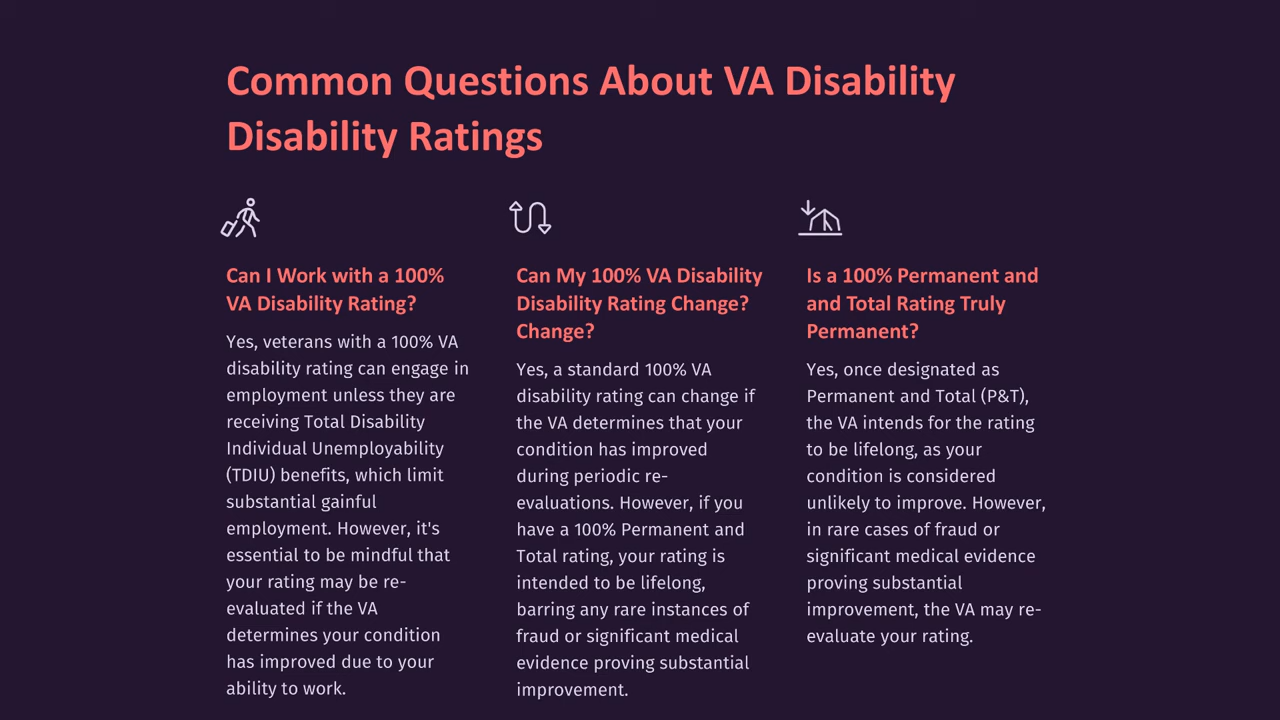 Common Questions About VA Disability
Disability Ratings
Can I Work with a 100%
VA Disability Rating?
Yes, veterans with a 100% VA
disability rating can engage in
employment unless they are
receiving Total Disability
Individual Unemployability
(TDIU) benefits, which limit
substantial gainful
employment. However, it's
essential to be mindful that
your rating may be re-
evaluated if the VA
determines your condition
has improved due to your
ability to work.
Can My 100% VA Disability
Disability Rating Change?
Change?
Yes, a standard 100% VA
disability rating can change if
the VA determines that your
condition has improved
during periodic re-
evaluations. However, if you
have a 100% Permanent and
Total rating, your rating is
intended to be lifelong,
barring any rare instances of
fraud or significant medical
evidence proving substantial
improvement.
Is a 100% Permanent and
and Total Rating Truly
Permanent?
Yes, once designated as
Permanent and Total (P&T),
the VA intends for the rating
to be lifelong, as your
condition is considered
unlikely to improve. However,
in rare cases of fraud or
significant medical evidence
proving substantial
improvement, the VA may re-
evaluate your rating.